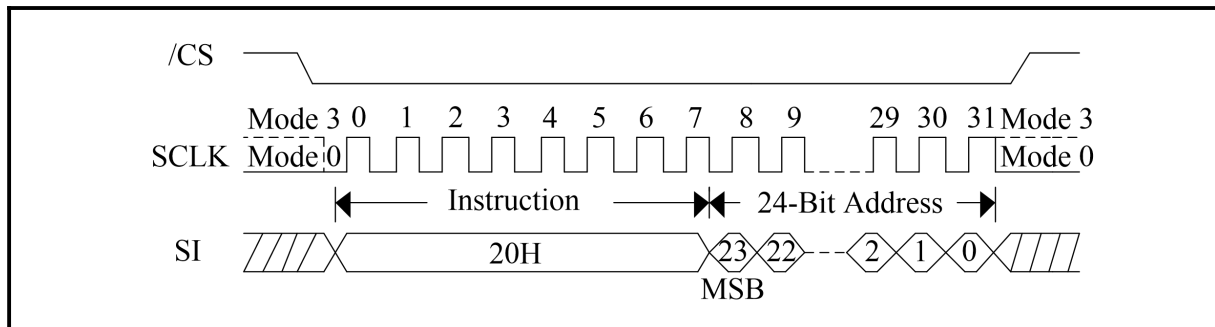 /CS
Mode 3 0 1 2 3 4 5 6 7 8 9 29 30 31 Mode 3
SCLK Mode 0 Mode 0
Instruction 24-Bit Address
SI 20H 23 22 2 1 0
MSB